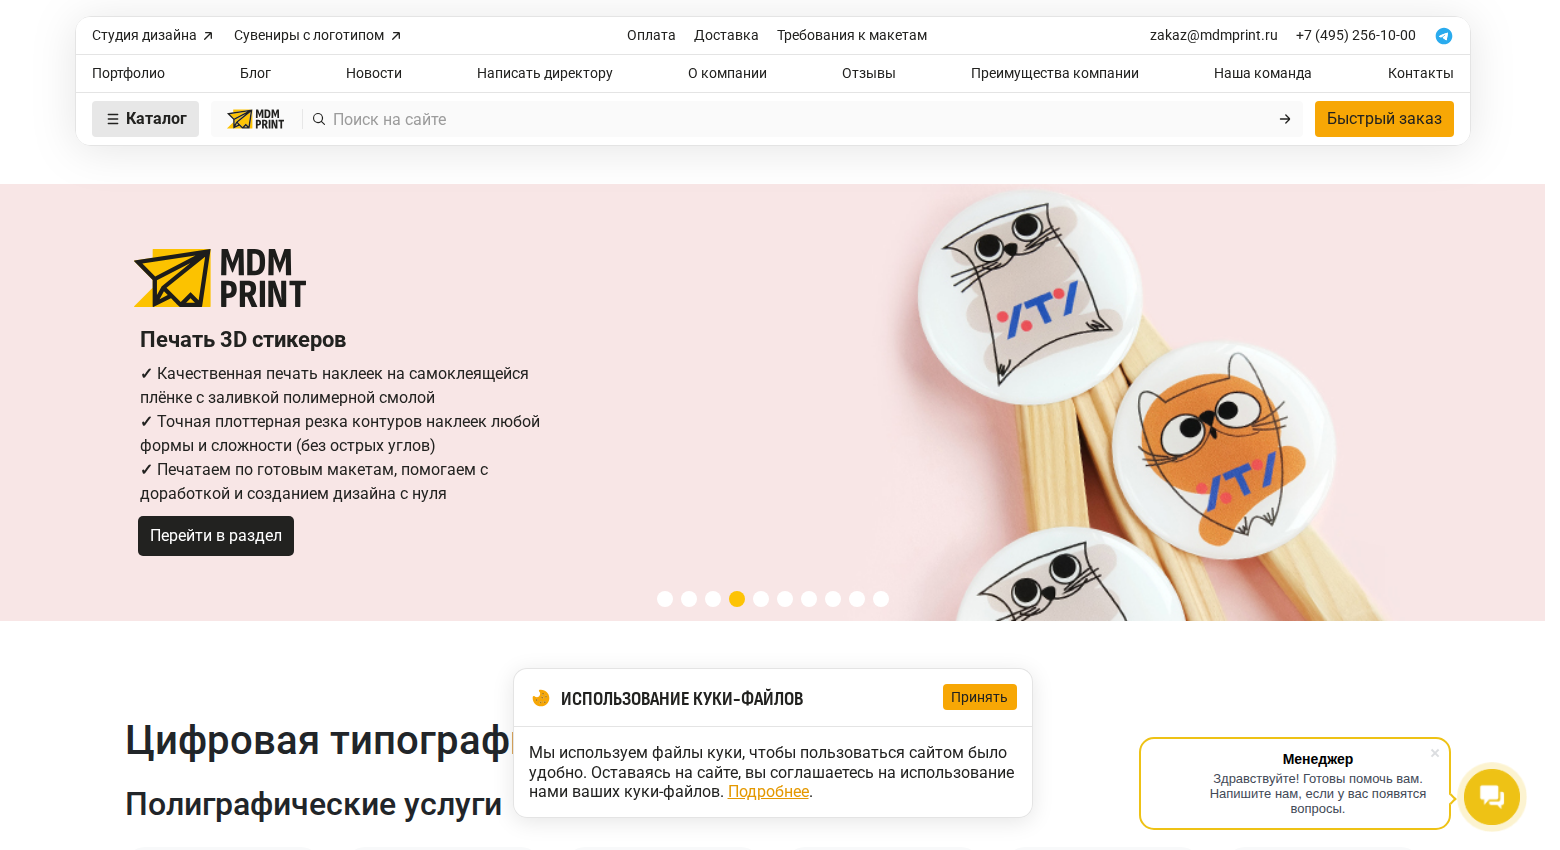 Студия дизайна
Сувениры с логотипом
Оплата
Доставка
Требования к макетам
zakaz@mdmprint.ru
+7 (495) 256-10-00
Портфолио
Блог
Новости
Написать директору
О компании
Отзывы
Преимущества компании
Наша команда
Контакты
Каталог
MDM
PRINT
Поиск на сайте
Быстрый заказ
MDM
PRINT
Печать 3D стикеров
✓ Качественная печать наклеек на самоклеящейся
плёнке с заливкой полимерной смолой
✓ Точная плоттерная резка контуров наклеек любой
формы и сложности (без острых углов)
✓ Печатаем по готовым макетам, помогаем с
доработкой и созданием дизайна с нуля
Перейти в раздел
ИСПОЛЬЗОВАНИЕ КУКИ-ФАЙЛОВ
Принять
Мы используем файлы куки, чтобы пользоваться сайтом было
удобно. Оставаясь на сайте, вы соглашаетесь на использование
нами ваших куки-файлов. Подробнее.
Цифровая
Полиграфические услуги
Менеджер
Здравствуйте! Готовы помочь вам.
Напишите нам, если у вас появятся
вопросы.